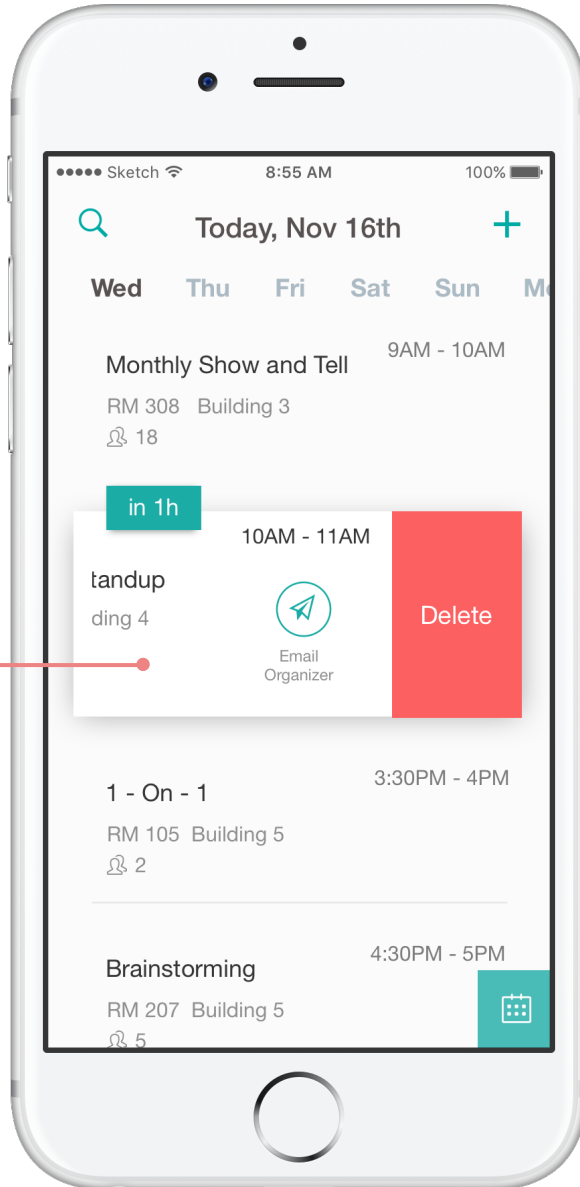 Sketch 8:55 AM 100%
Today, Nov 16th
Wed Thu Fri Sat Sun Mo
Monthly Show and Tell 9AM - 10AM
RM 308 Building 3
18
in 1h
10AM - 11AM
tandup
ding 4
Delete
Email
Organizer
1 - On - 1 3:30PM - 4PM
RM 105 Building 5
2
Brainstorming 4:30PM - 5PM
RM 207 Building 5
5